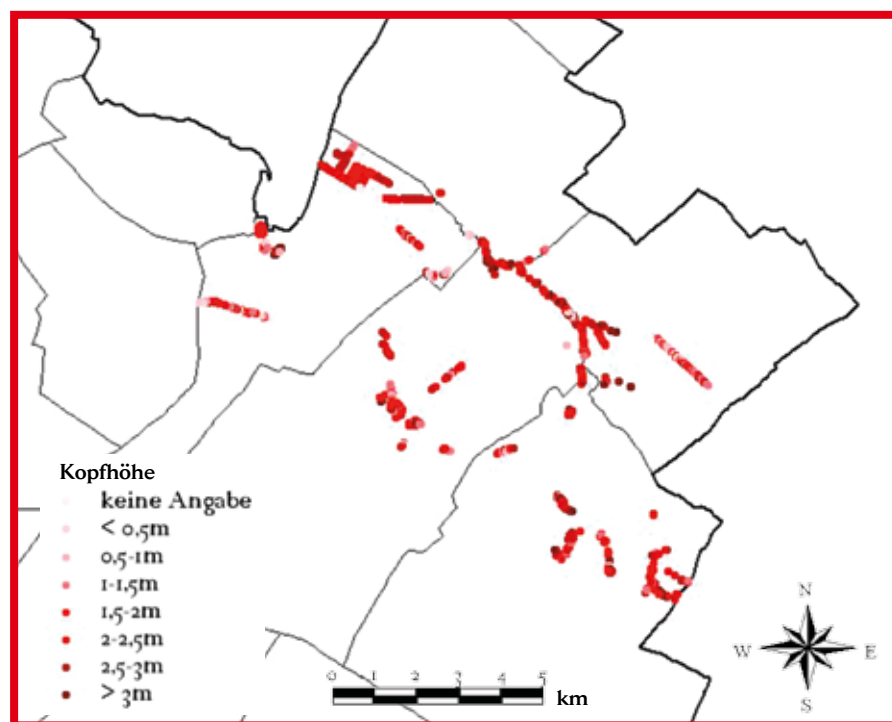 Kopfhöhe
keine Angabe
< 0,5m
0,5-1m
1-1,5m
1,5-2m
2-2,5m
2,5-3m
> 3m
0 1 2 3 4 5
km
N
W E
S